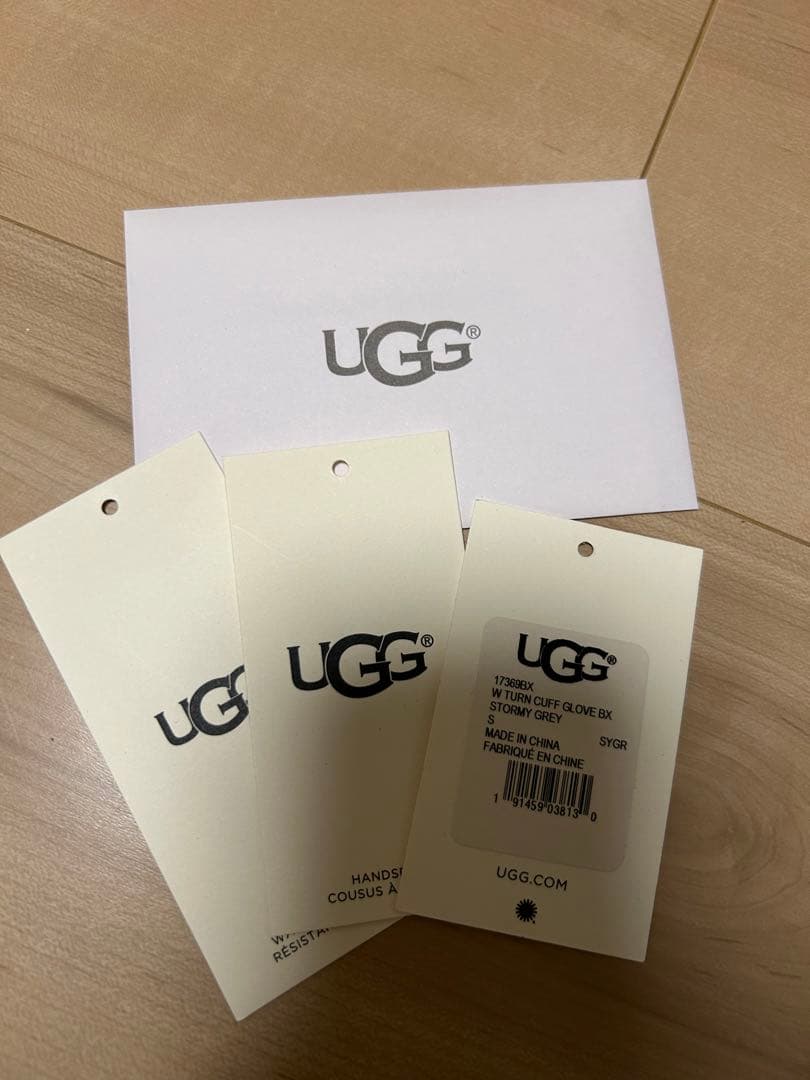 UGG®
UGG
UGG®
HANDSE
COUSUS À
RÉSISTA
UGG®
17369BX
W TURN CUFF GLOVE BX
STORMY GREY
S
MADE IN CHINA SYGR
FABRIQUÉ EN CHINE
1 91459 03813 0
UGG.COM